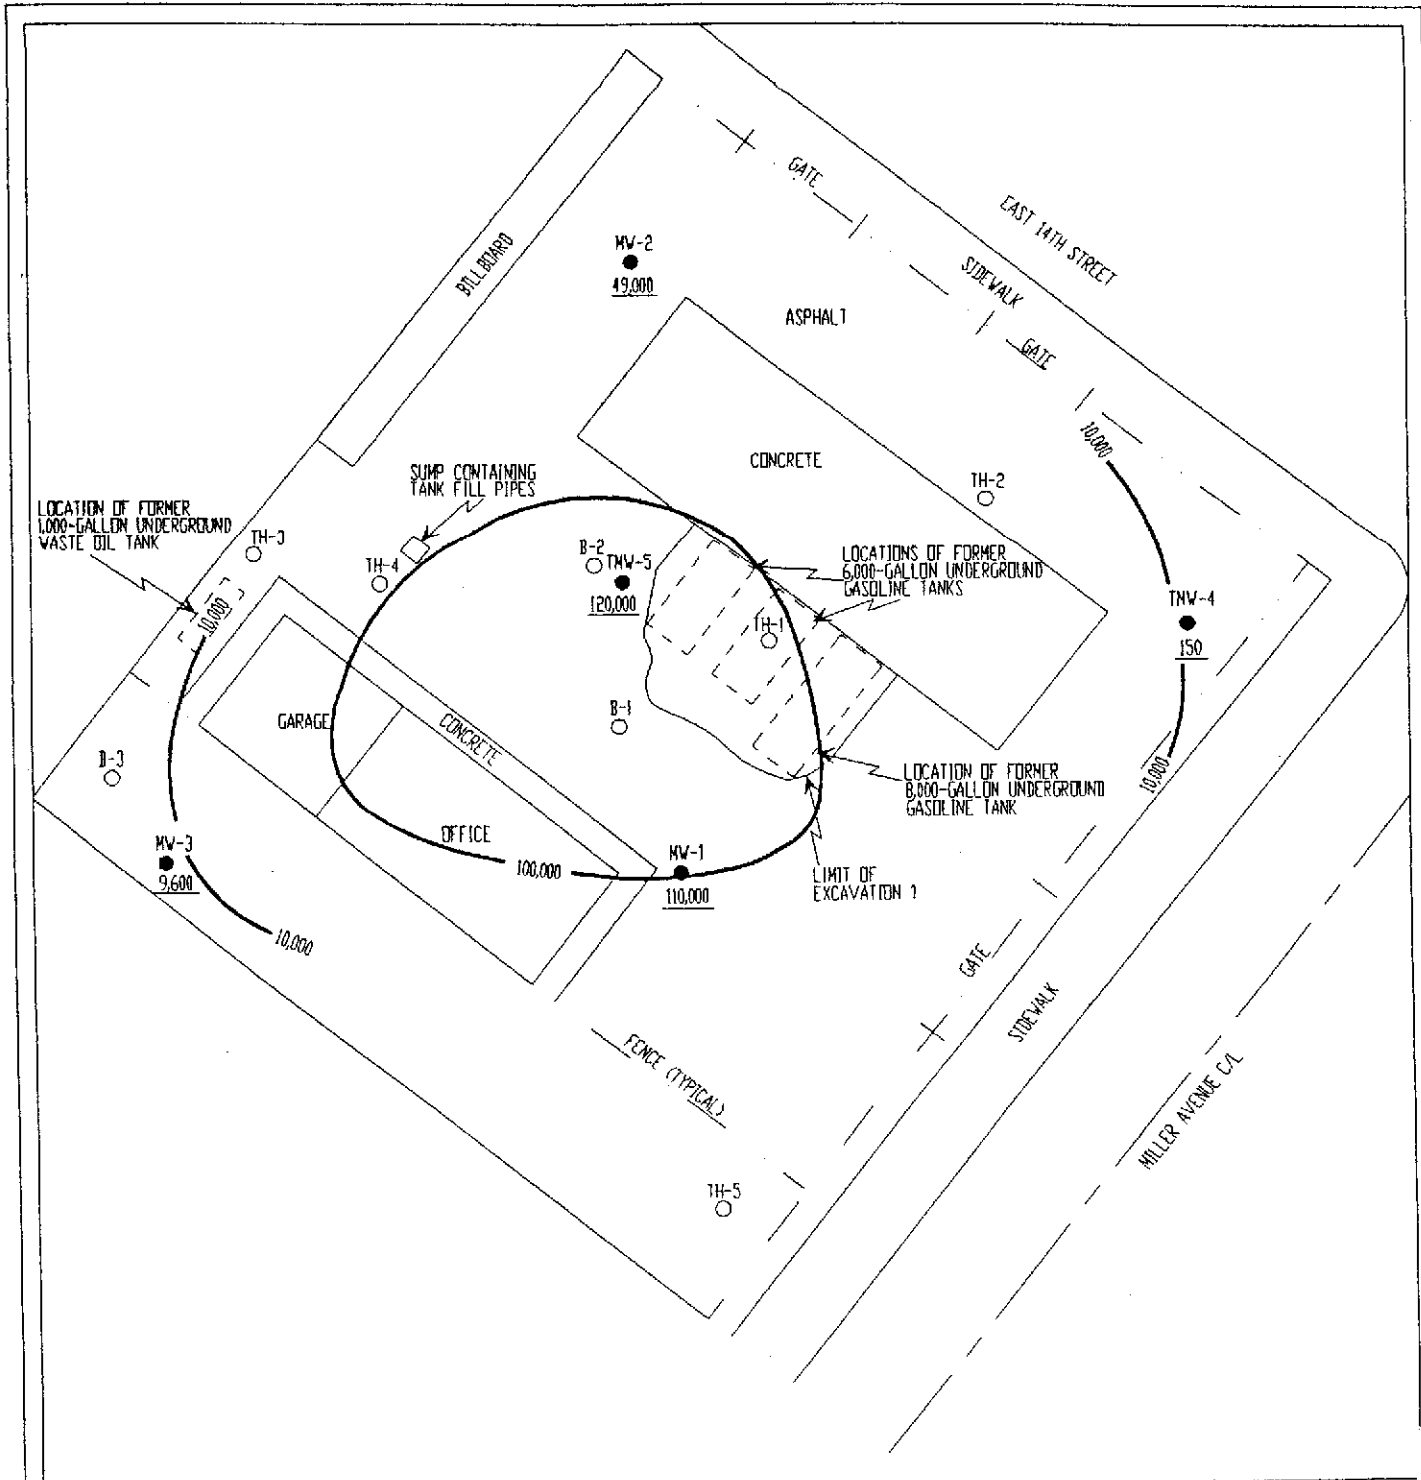 GATE
EAST 14TH STREET
SIDEWALK
BILLBOARD
MW-2
49,000
ASPHALT
GATE
10,000
CONCRETE
SUMP CONTAINING
TANK FILL PIPES
TH-2
LOCATION OF FORMER
1,000-GALLON UNDERGROUND
WASTE OIL TANK
TH-3
TH-4
B-2
TMW-5
120,000
LOCATIONS OF FORMER
6,000-GALLON UNDERGROUND
GASOLINE TANKS
TH-1
TMW-4
150
10,000
GARAGE
CONCRETE
B-1
B-3
10,000
LOCATION OF FORMER
8,000-GALLON UNDERGROUND
GASOLINE TANK
OFFICE
MW-3
9,600
100,000
MW-1
110,000
LIMIT OF
EXCAVATION ?
10,000
GATE
SIDEWALK
FENCE (TYPICAL)
MILLER AVENUE C/L
TH-5